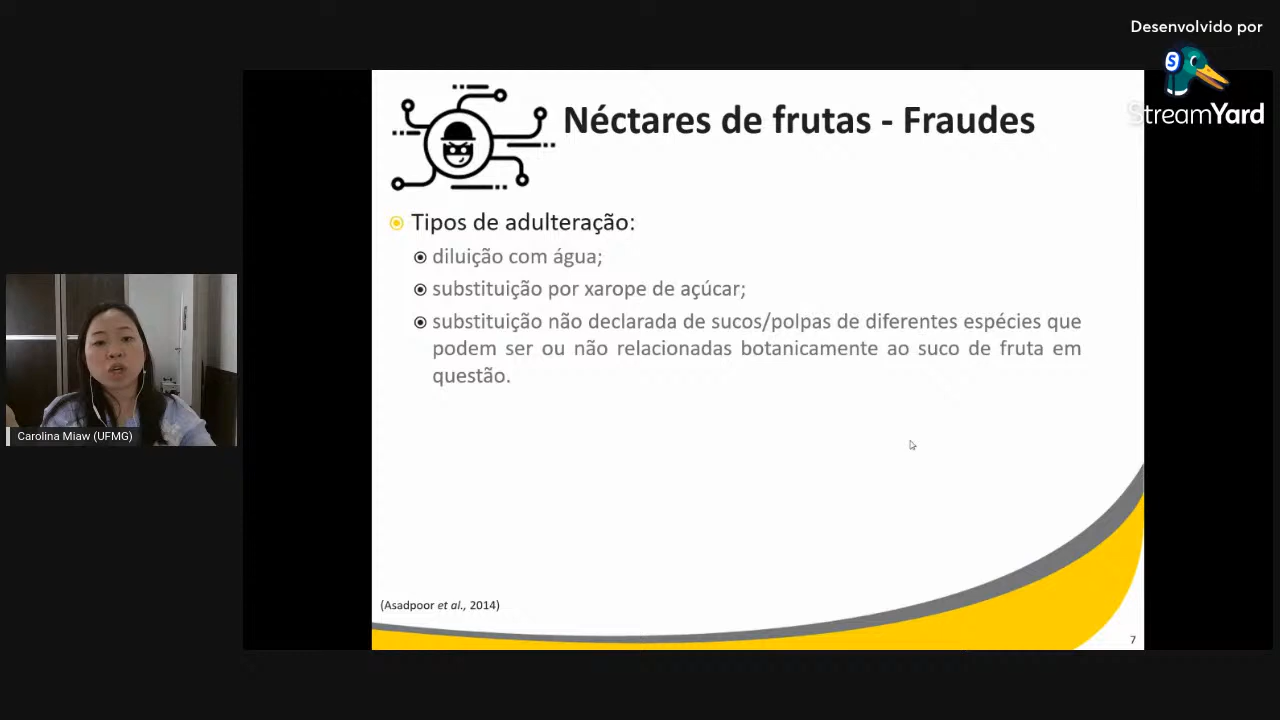 Desenvolvido por
StreamYard
Néctares de frutas - Fraudes
Tipos de adulteração:
diluição com água;
substituição por xarope de açúcar;
substituição não declarada de sucos/polpas de diferentes espécies que
podem ser ou não relacionadas botanicamente ao suco de fruta em
questão.
Carolina Miaw (UFMG)
(Asadpoor et al., 2014)
7